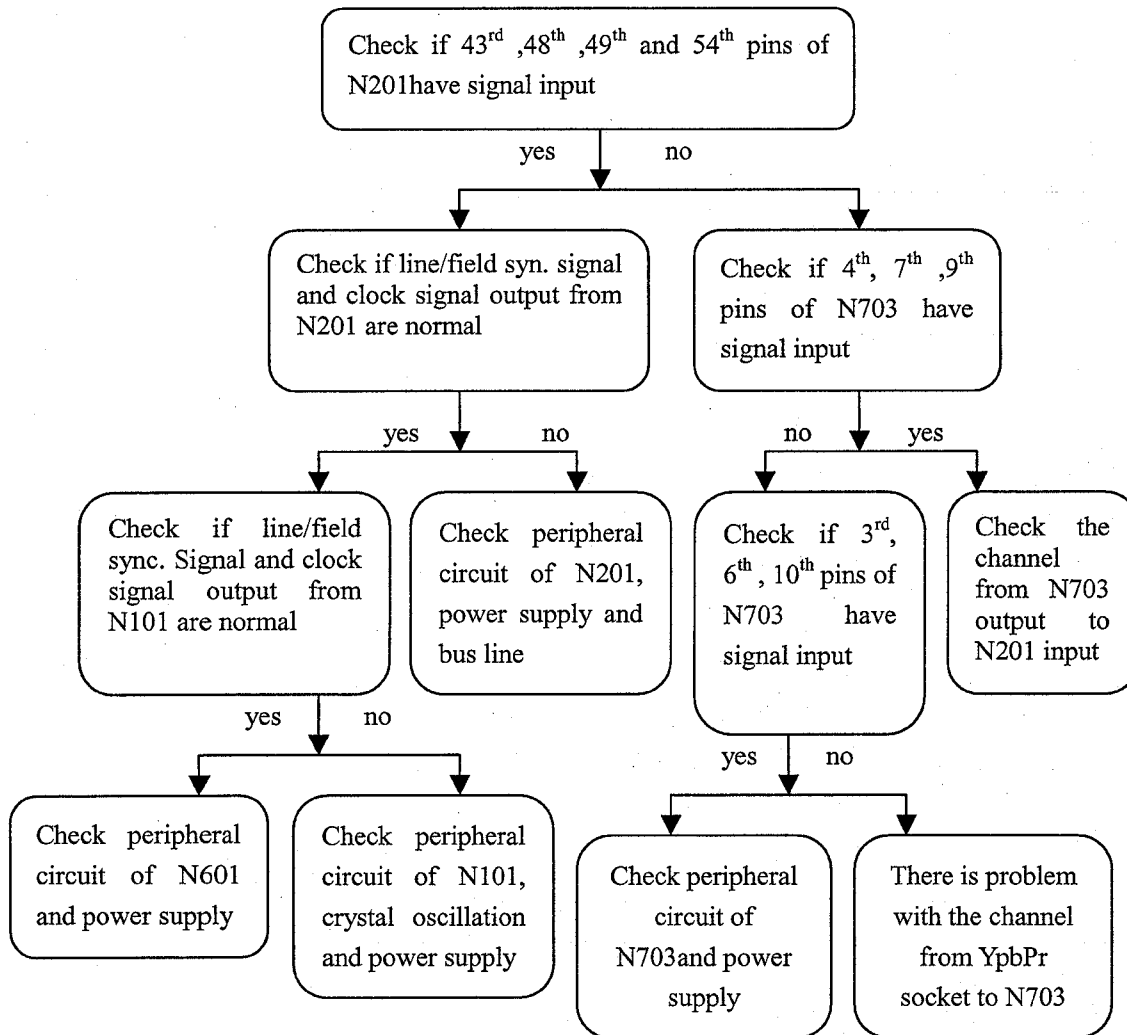 Check if 43rd ,48th ,49th and 54th pins of
N201have signal input
yes no
Check if line/field syn. signal
and clock signal output from
N201 are normal
Check if 4th, 7th ,9th
pins of N703 have
signal input
yes no
no yes
Check if line/field
sync. Signal and clock
signal output from
N101 are normal
Check peripheral
circuit of N201,
power supply and
bus line
Check if 3rd,
6th , 10th pins of
N703 have
signal input
Check the
channel
from N703
output to
N201 input
yes no
yes no
Check peripheral
circuit of N601
and power supply
Check peripheral
circuit of N101,
crystal oscillation
and power supply
Check peripheral
circuit of
N703and power
supply
There is problem
with the channel
from YpbPr
socket to N703